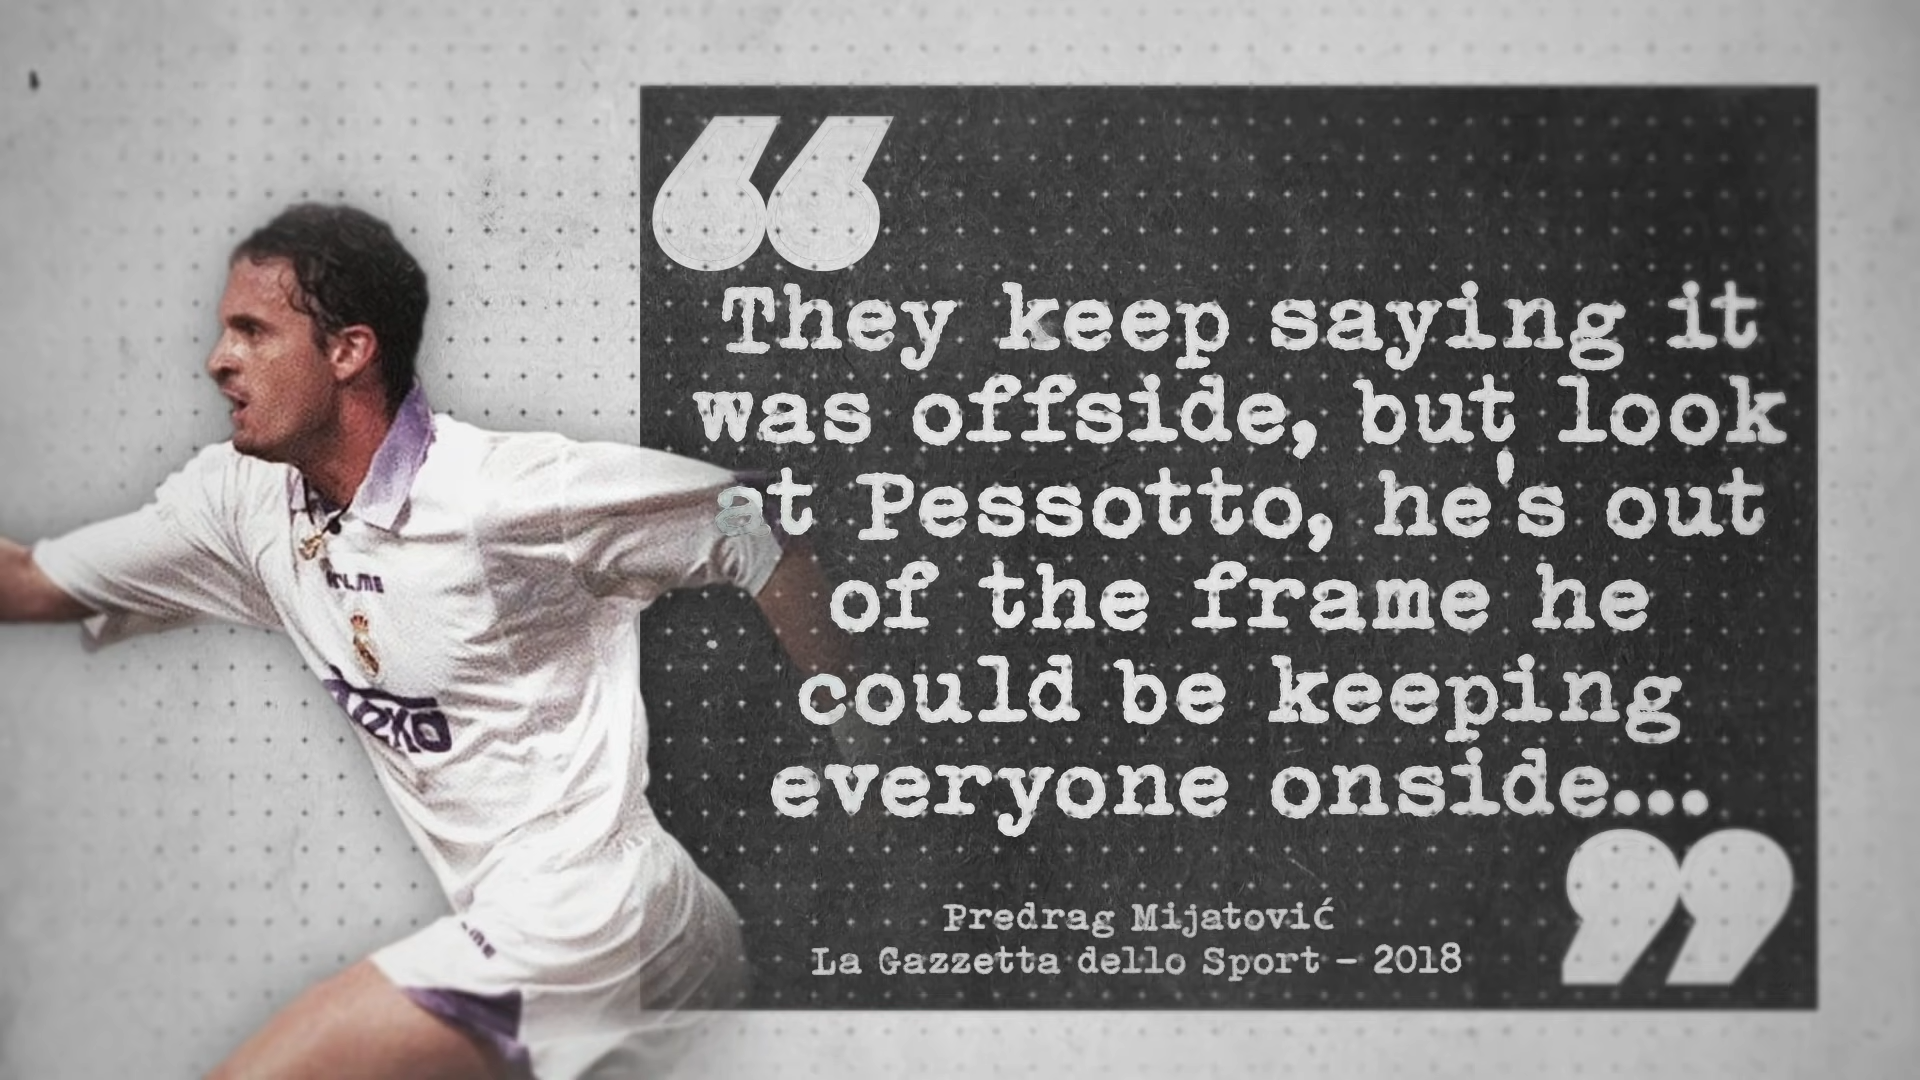 They keep saying it
was offside, but look
at Pessotto, he's out
of the frame he
could be keeping
everyone onside...
Predrag Mijatović
La Gazzetta dello Sport - 2018